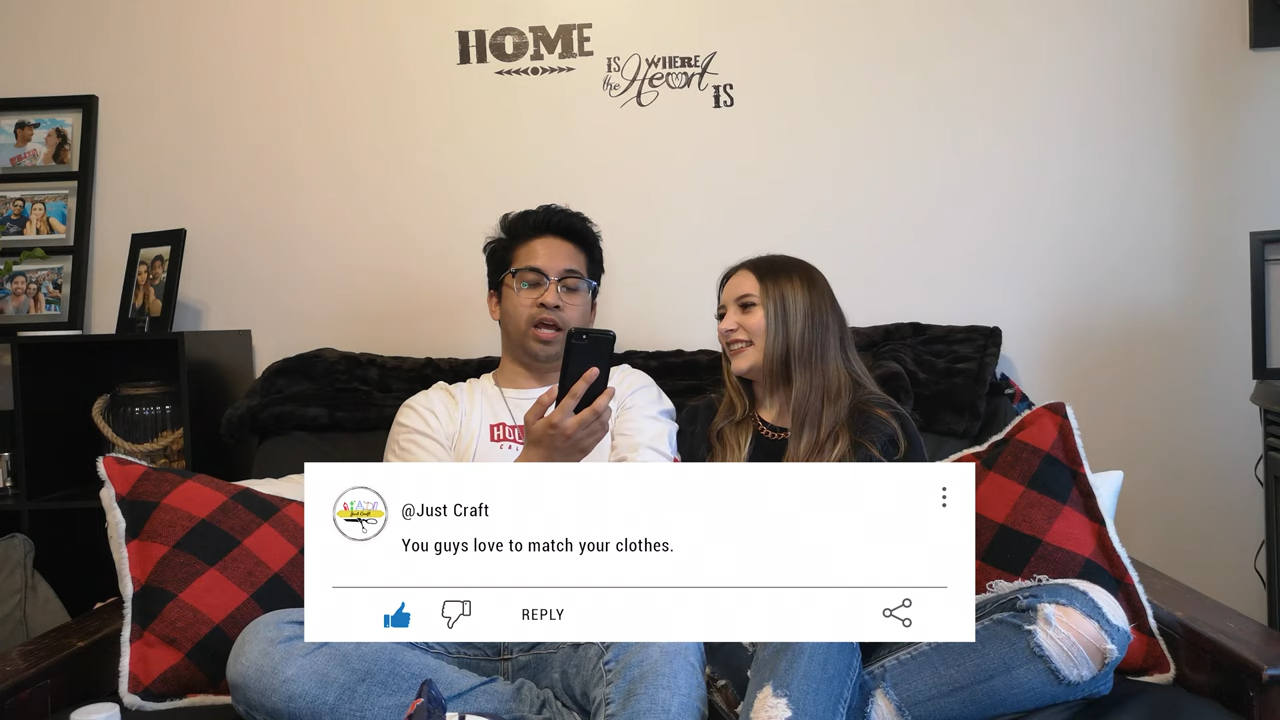 HOME
IS WHERE
the Heart
IS
@Just Craft
You guys love to match your clothes.
REPLY